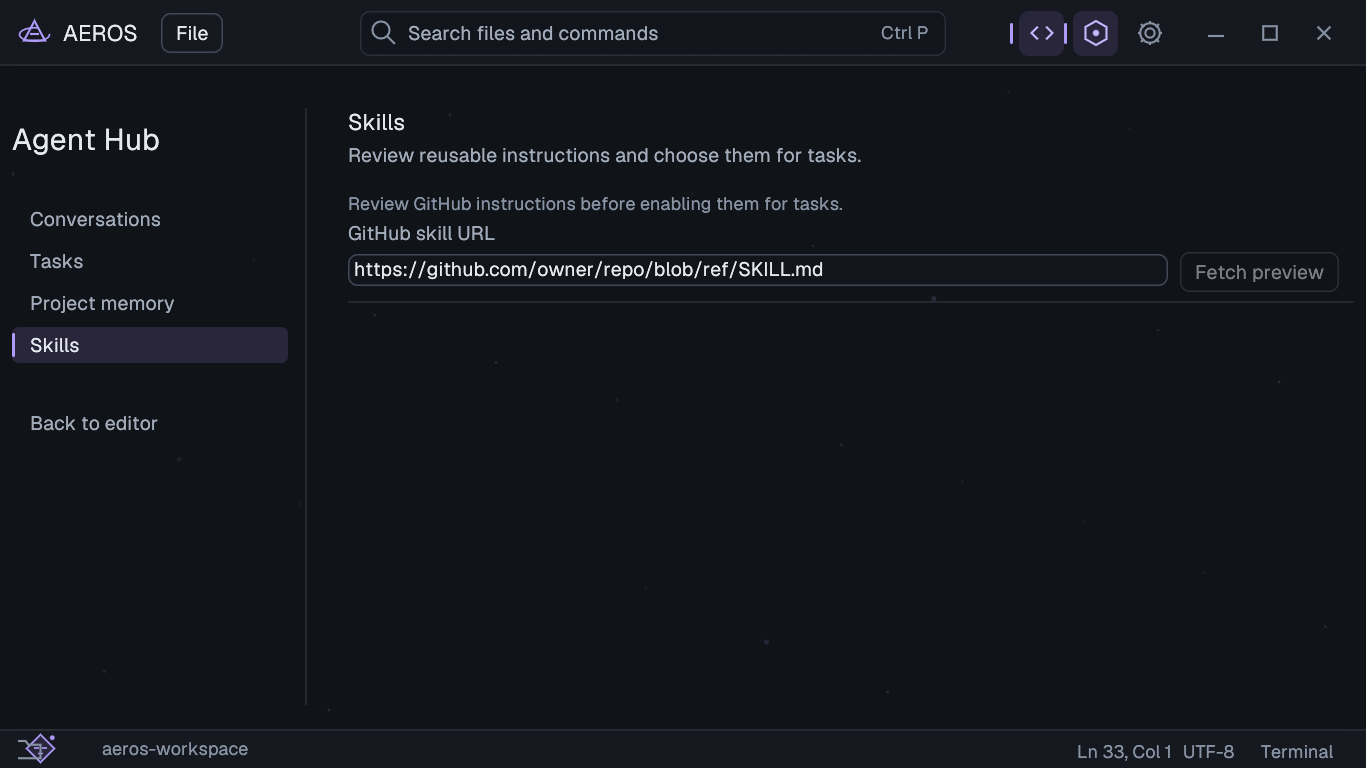 AEROS File Search files and commands Ctrl P
Agent Hub
Conversations
Tasks
Project memory
Skills
Back to editor
Skills
Review reusable instructions and choose them for tasks.
Review GitHub instructions before enabling them for tasks.
GitHub skill URL
https://github.com/owner/repo/blob/ref/SKILL.md Fetch preview
aeros-workspace Ln 33, Col 1 UTF-8 Terminal